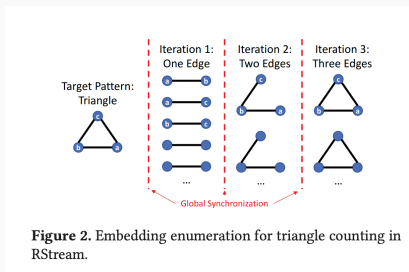 Target Pattern:
Triangle
c
b a
Iteration 1:
One Edge
a b
a c
b c
...
Iteration 2:
Two Edges
c
b a
...
Iteration 3:
Three Edges
c
b a
...
Global Synchronization
Figure 2. Embedding enumeration for triangle counting in
RStream.